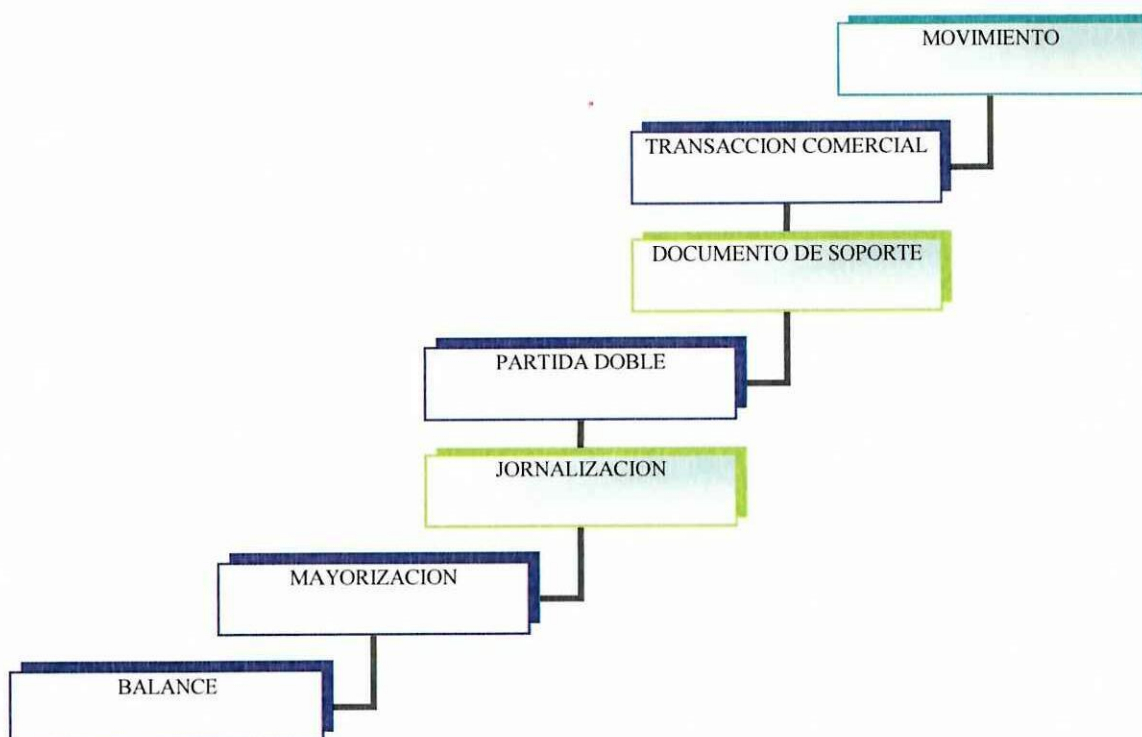 MOVIMIENTO
TRANSACCION COMERCIAL
DOCUMENTO DE SOPORTE
PARTIDA DOBLE
JORNALIZACION
MAYORIZACION
BALANCE